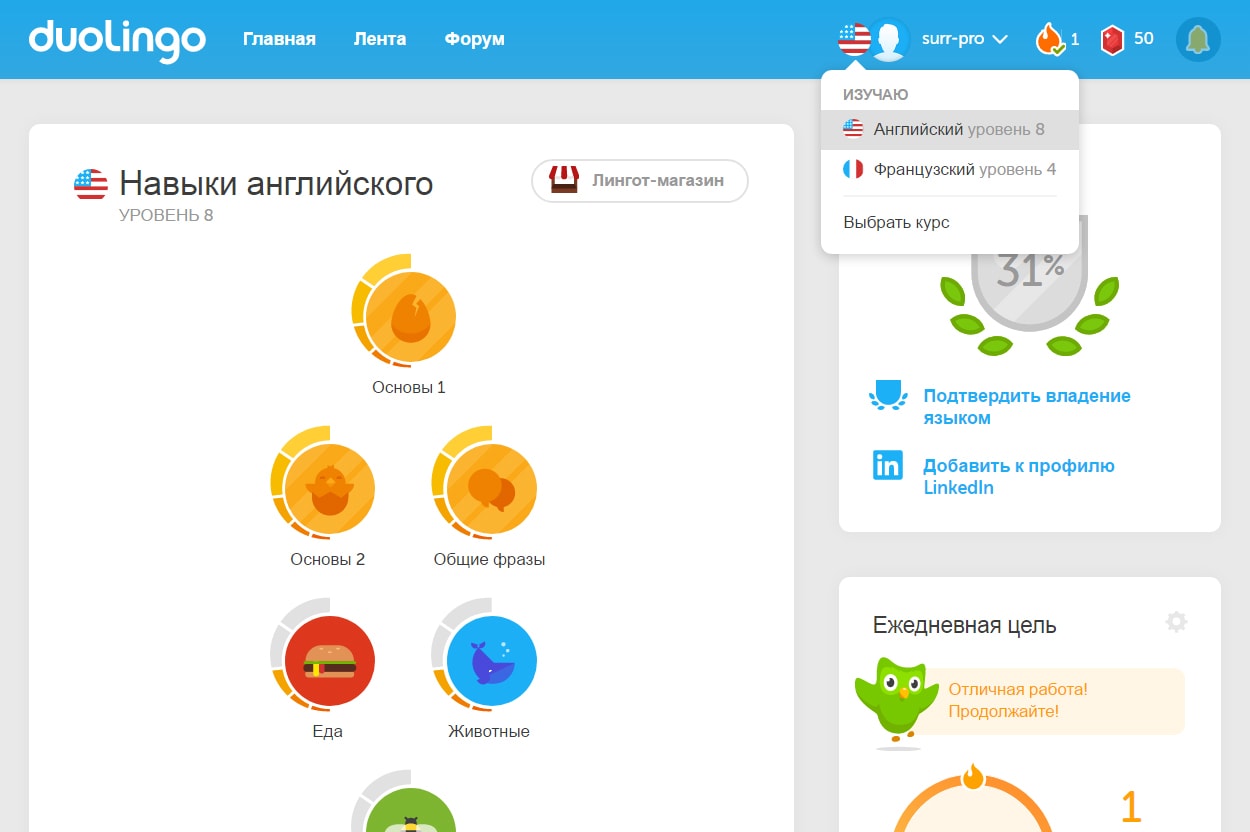 duolingo
Главная Лента Форум
surr-pro 1 50
ИЗУЧАЮ
Английский уровень 8
Французский уровень 4
Выбрать курс
Навыки английского
УРОВЕНЬ 8
Лингот-магазин
Основы 1
Основы 2 Общие фразы
Еда Животные
31%
Подтвердить владение
языком
in
Добавить к профилю
LinkedIn
Ежедневная цель
Отличная работа!
Продолжайте!
1